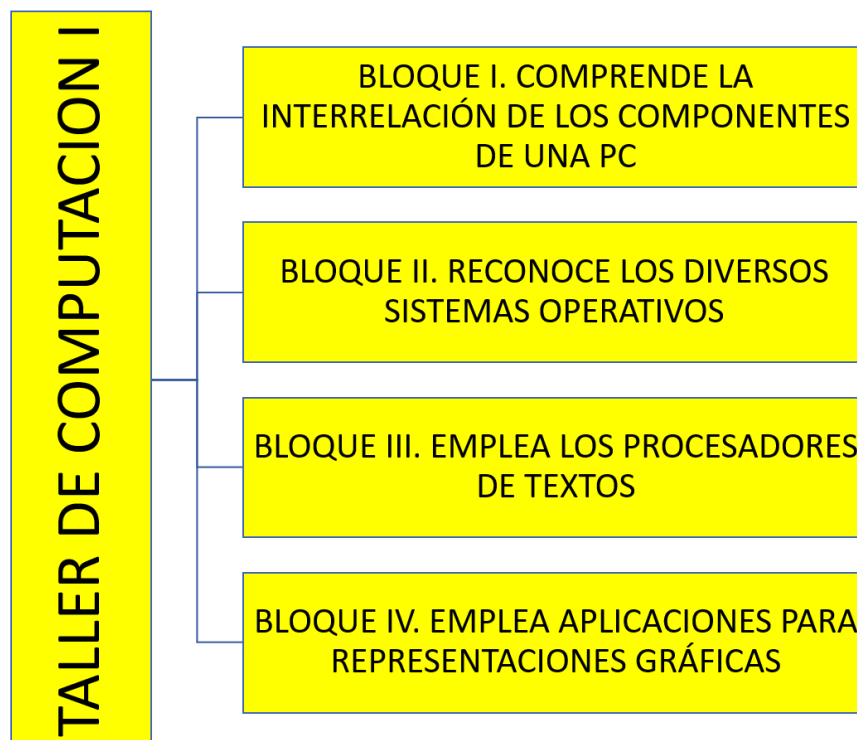 TALLER DE COMPUTACION I
BLOQUE I. COMPRENDE LA
INTERRELACIÓN DE LOS COMPONENTES
DE UNA PC
BLOQUE II. RECONOCE LOS DIVERSOS
SISTEMAS OPERATIVOS
BLOQUE III. EMPLEA LOS PROCESADORES
DE TEXTOS
BLOQUE IV. EMPLEA APLICACIONES PARA
REPRESENTACIONES GRÁFICAS